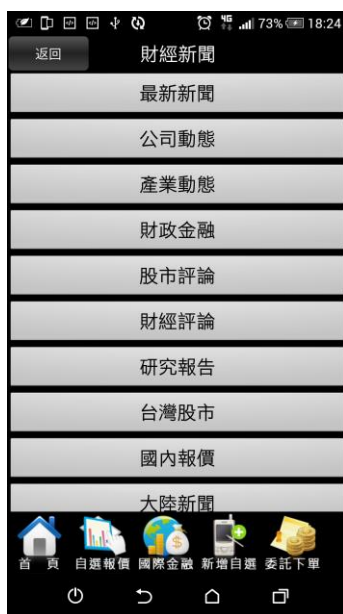 4G 73% 18:24
返回 財經新聞
最新新聞
公司動態
產業動態
財政金融
股市評論
財經評論
研究報告
台灣股市
國內報價
大陸新聞
首 頁 自選報價 國際金融 新增自選 委託下單